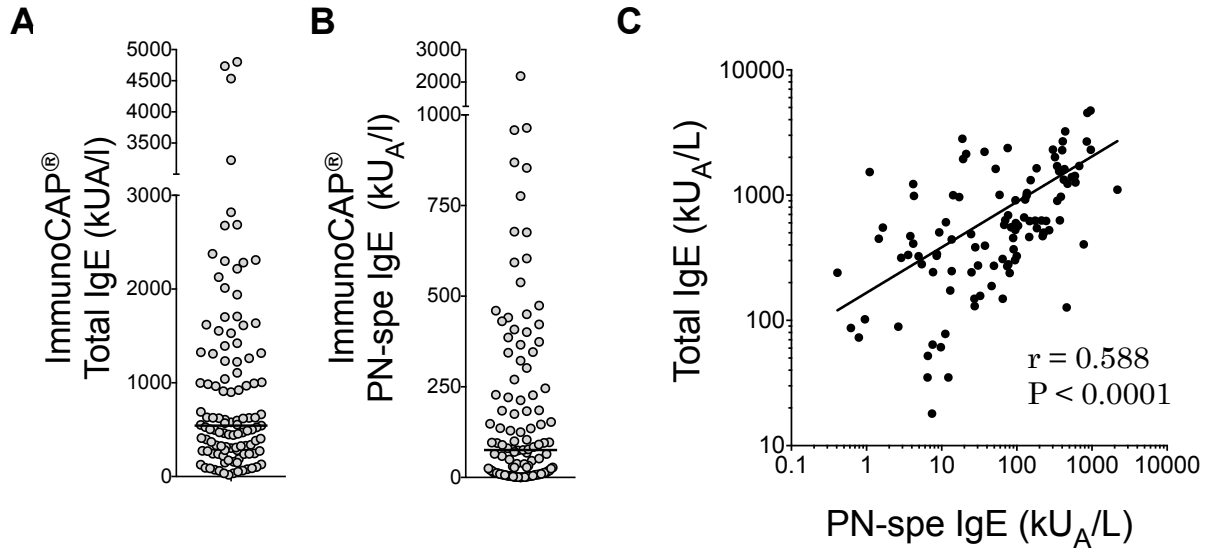 A
ImmunoCAP®
Total IgE (kUA/l)
5000
4500
4000
3500
3000
2000
1000
0
B
ImmunoCAP®
PN-spe IgE (kUA/l)
3000
2000
1000
750
500
250
0
C
Total IgE (kUA/L)
10000
1000
100
10
0.1
1
10
100
1000
10000
r = 0.588
P < 0.0001
PN-spe IgE (kUA/L)